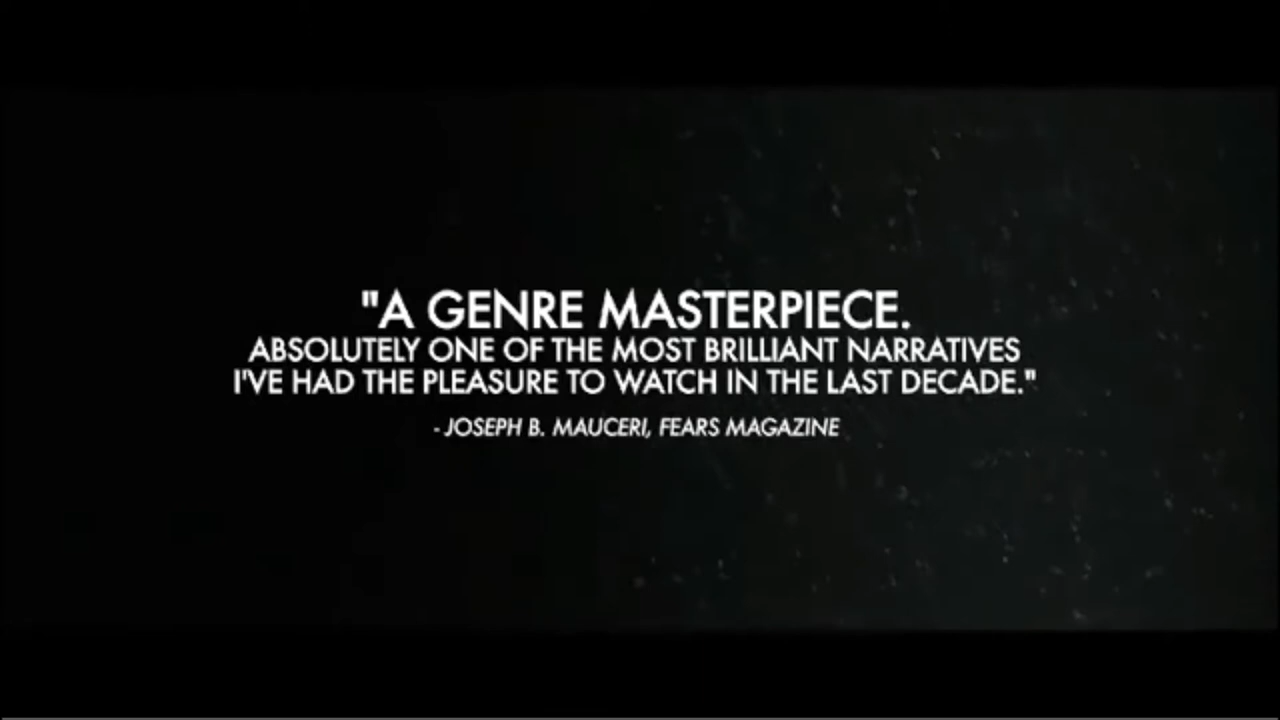 "A GENRE MASTERPIECE.
ABSOLUTELY ONE OF THE MOST BRILLIANT NARRATIVES
I'VE HAD THE PLEASURE TO WATCH IN THE LAST DECADE."
- JOSEPH B. MAUCERI, FEARS MAGAZINE